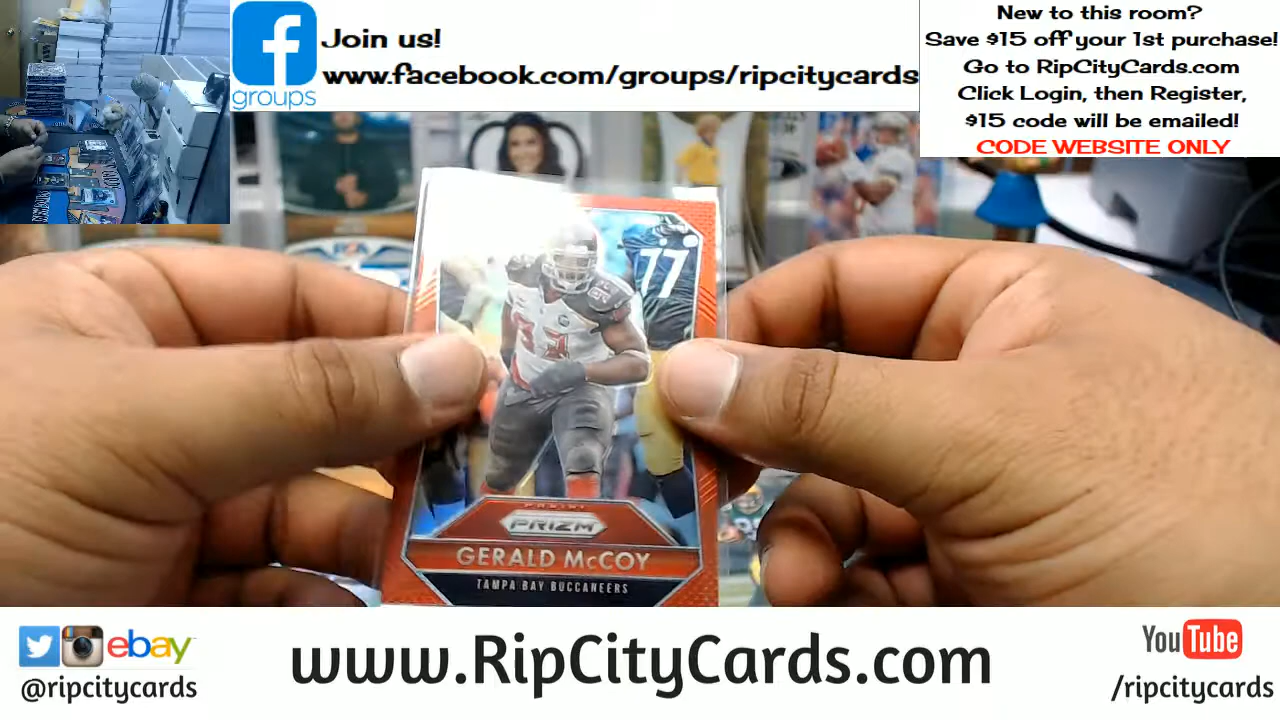 groups
Join us!
www.facebook.com/groups/ripcitycards
New to this room?
Save $15 off your 1st purchase!
Go to RipCityCards.com
Click Login, then Register,
$15 code will be emailed!
CODE WEBSITE ONLY
77
93
PANINI
PRIZM
GERALD McCOY
TAMPA BAY BUCCANEERS
ebay
@ripcitycards
www.RipCityCards.com
YouTube
/ripcitycards